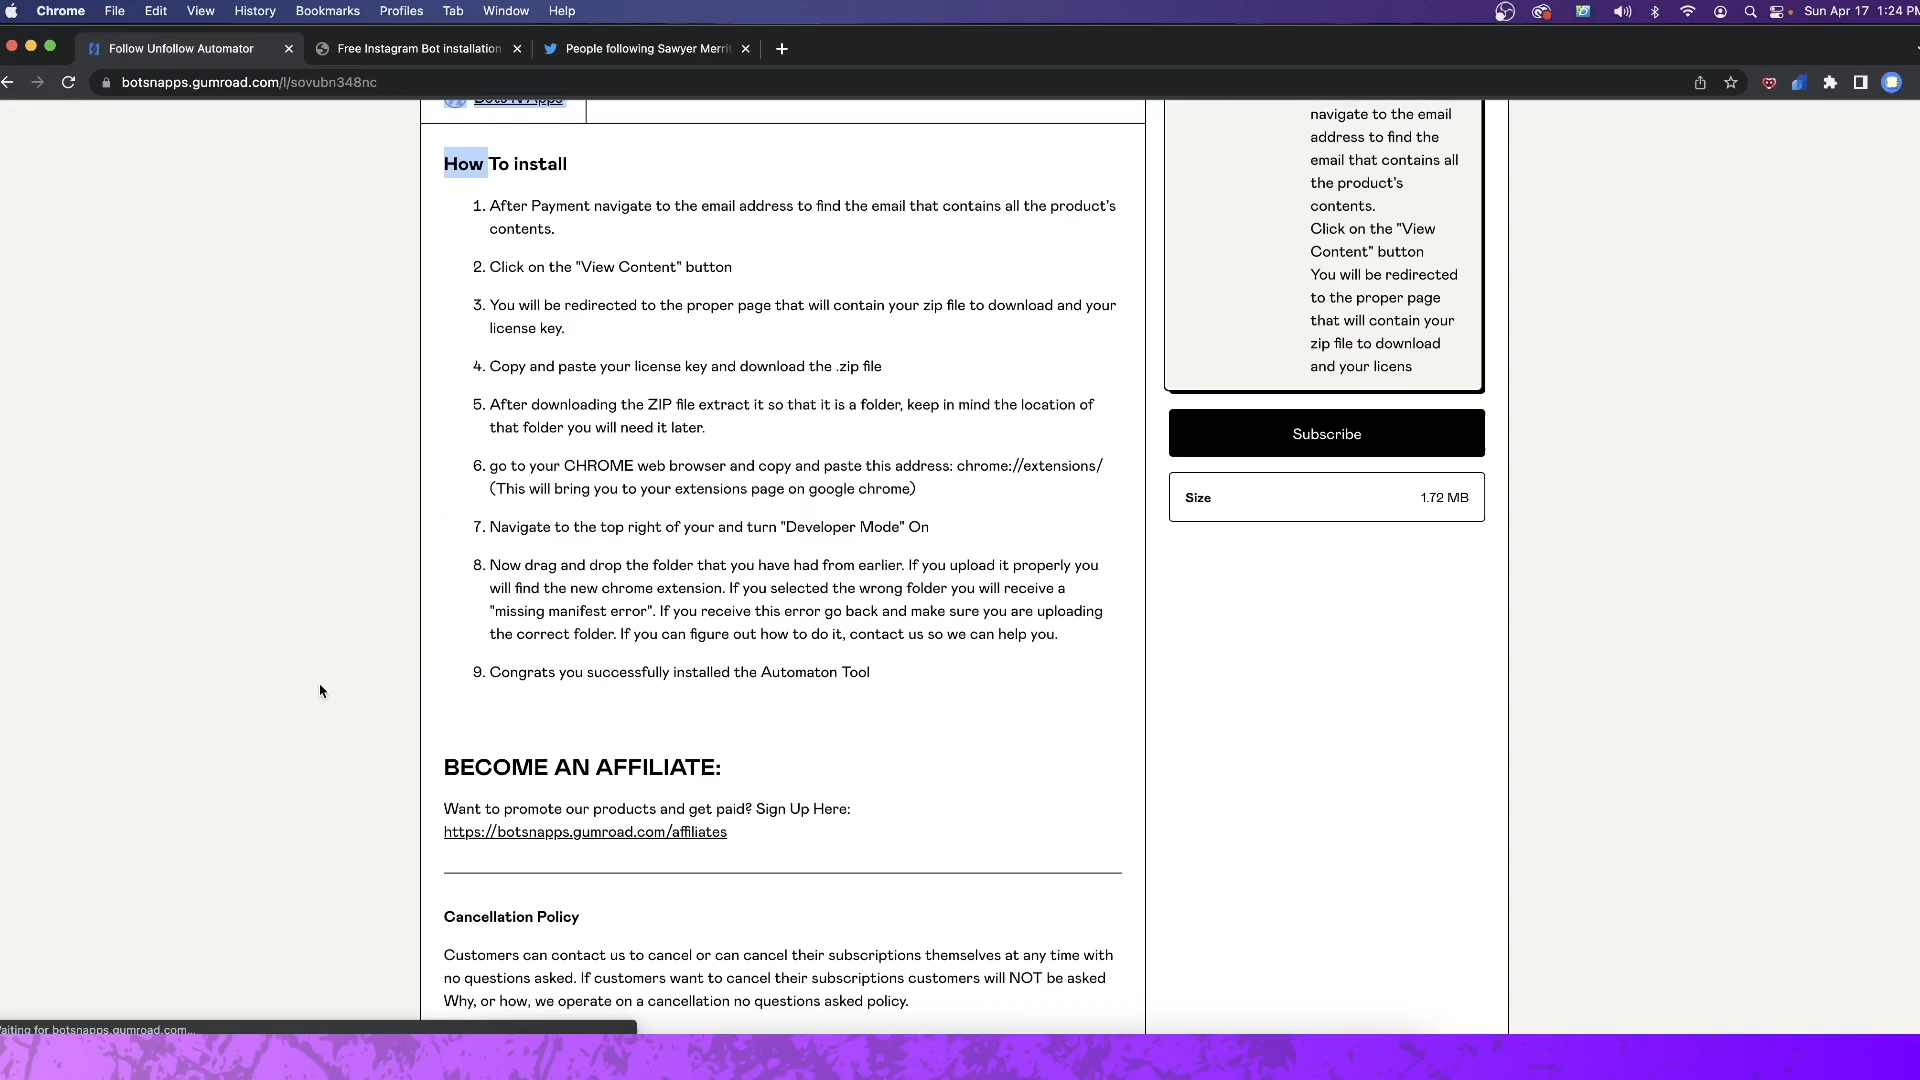 Chrome File Edit View History Bookmarks Profiles Tab Window Help Sun Apr 17 1:24
Follow Unfollow Automator Free Instagram Bot installation People following Sawyer Merrit
botsnapps.gumroad.com/l/sovubn348nc
Bots N Apps
How To install
1. After Payment navigate to the email address to find the email that contains all the product's
contents.
2. Click on the "View Content" button
3. You will be redirected to the proper page that will contain your zip file to download and your
license key.
4. Copy and paste your license key and download the .zip file
5. After downloading the ZIP file extract it so that it is a folder, keep in mind the location of
that folder you will need it later.
6. go to your CHROME web browser and copy and paste this address: chrome://extensions/
(This will bring you to your extensions page on google chrome)
7. Navigate to the top right of your and turn "Developer Mode" On
8. Now drag and drop the folder that you have had from earlier. If you upload it properly you
will find the new chrome extension. If you selected the wrong folder you will receive a
"missing manifest error". If you receive this error go back and make sure you are uploading
the correct folder. If you can figure out how to do it, contact us so we can help you.
9. Congrats you successfully installed the Automaton Tool
BECOME AN AFFILIATE:
Want to promote our products and get paid? Sign Up Here:
https://botsnapps.gumroad.com/affiliates
Cancellation Policy
Customers can contact us to cancel or can cancel their subscriptions themselves at any time with
no questions asked. If customers want to cancel their subscriptions customers will NOT be asked
Why, or how, we operate on a cancellation no questions asked policy.
navigate to the email
address to find the
email that contains all
the product's
contents.
Click on the "View
Content" button
You will be redirected
to the proper page
that will contain your
zip file to download
and your licens
Subscribe
Size 1.72 MB
aiting for botsnapps.gumroad.com...